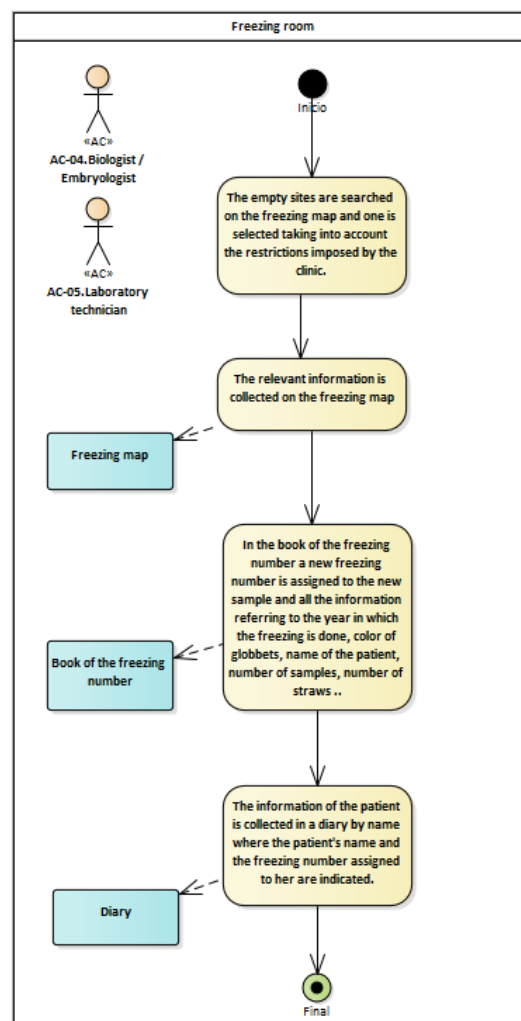 Freezing room
«AC»
AC-04.Biologist /
Embryologist
«AC»
AC-05.Laboratory
technician
Inicio
The empty sites are searched
on the freezing map and one is
selected taking into account
the restrictions imposed by the
clinic.
The relevant information is
collected on the freezing map
Freezing map
In the book of the freezing
number a new freezing
number is assigned to the new
sample and all the information
referring to the year in which
the freezing is done, color of
globbets, name of the patient,
number of samples, number of
straws ..
Book of the freezing
number
The information of the patient
is collected in a diary by name
where the patient's name and
the freezing number assigned
to her are indicated.
Diary
Final